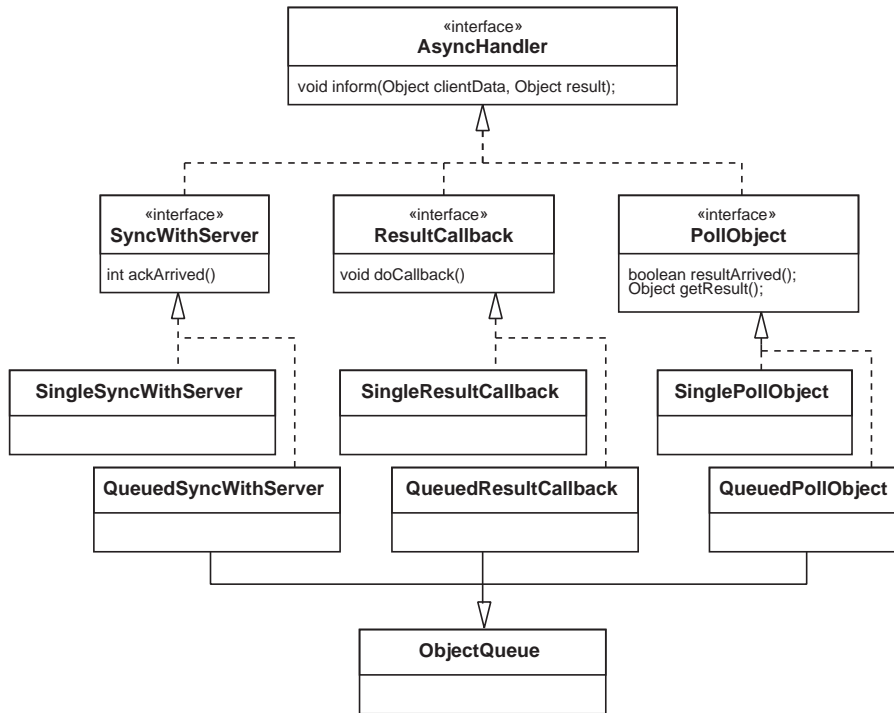 «interface»
AsyncHandler
void inform(Object clientData, Object result);
«interface»
SyncWithServer
int ackArrived()
«interface»
ResultCallback
void doCallback()
«interface»
PollObject
boolean resultArrived();
Object getResult();
SingleSyncWithServer
SingleResultCallback
SinglePollObject
QueuedSyncWithServer
QueuedResultCallback
QueuedPollObject
ObjectQueue